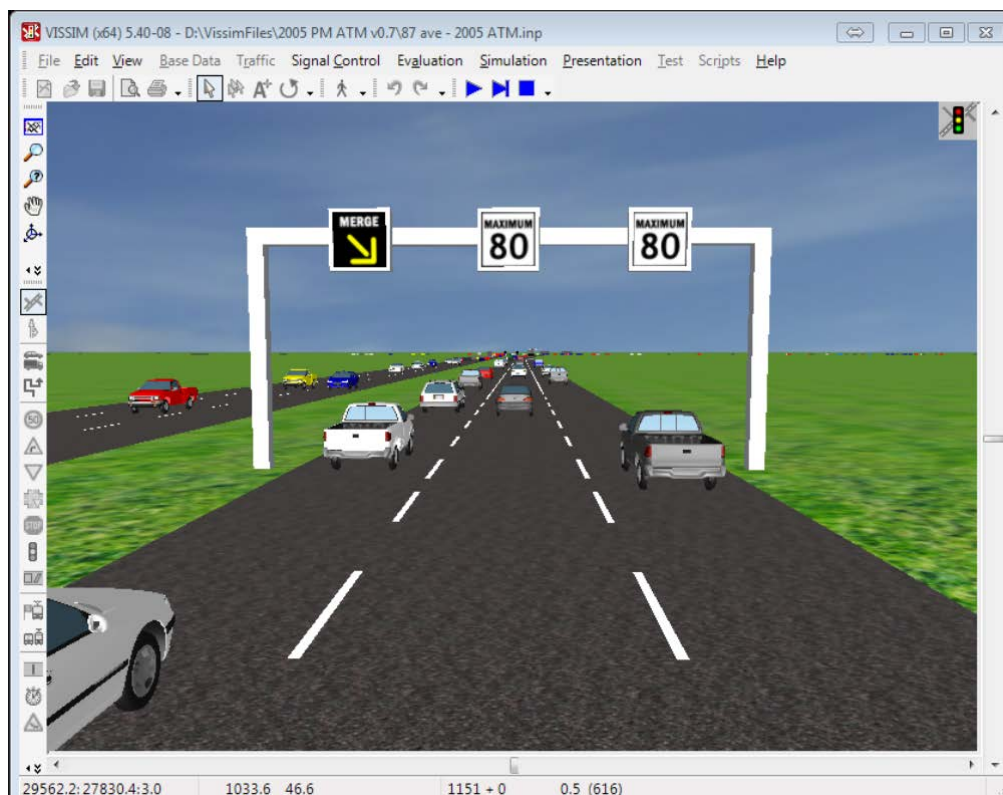 VISSIM (x64) 5.40-08 - D:\VissimFiles\2005 PM ATM v0.7\87 ave - 2005 ATM.inp
File Edit View Base Data Traffic Signal Control Evaluation Simulation Presentation Test Scripts Help
MERGE
MAXIMUM
80
MAXIMUM
80
50
STOP
29562.2: 27830.4:3.0 1033.6 46.6 1151 + 0 0.5 (616)